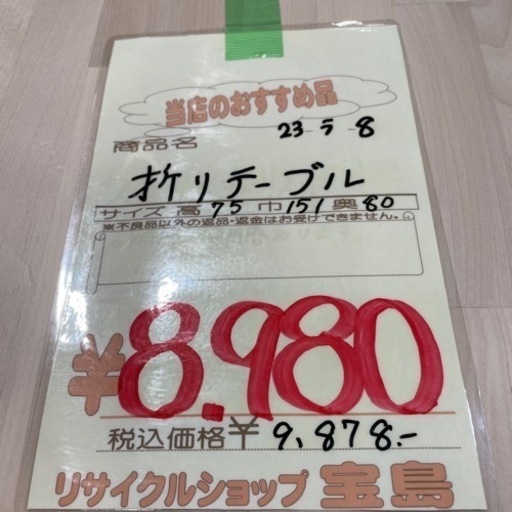 当店のおすすめ品
23-ラ-8
商品名
折りテーブル
サイズ 高75 巾151 奥80
※不良品以外の返品・返金はお受けできません。
¥8.980
税込価格¥9,878.-
リサイクルショップ 宝島